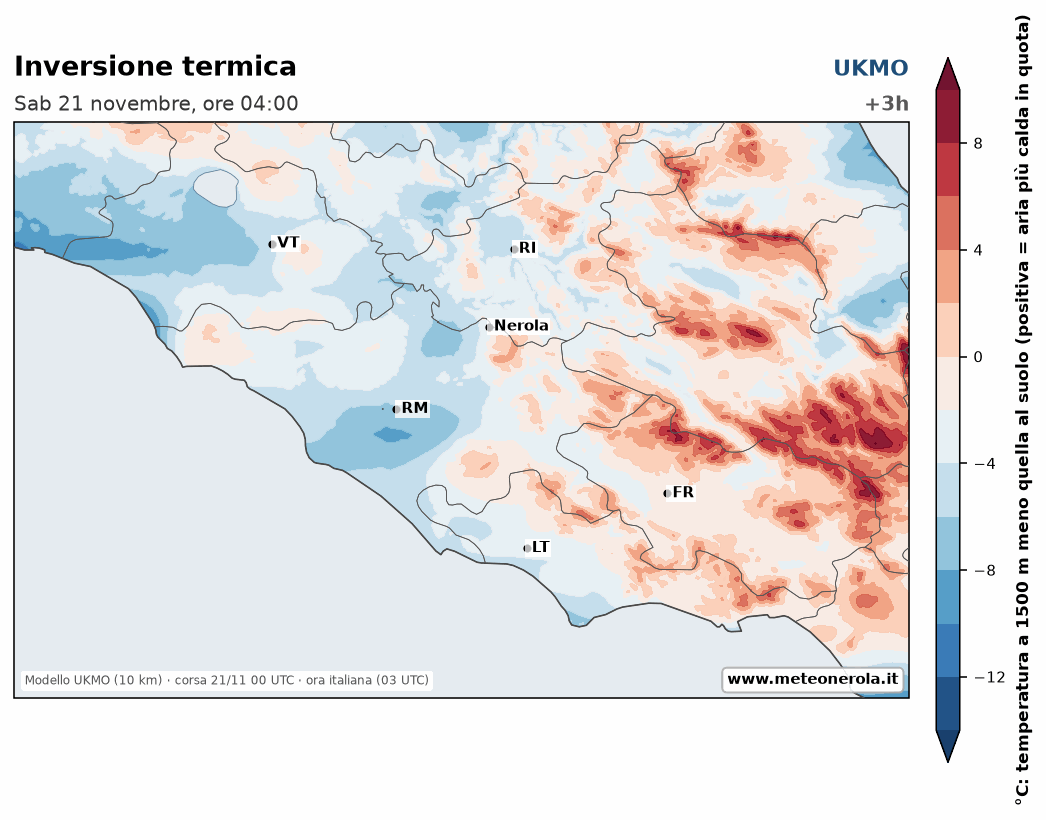 Inversione termica
UKMO
Sab 21 novembre, ore 04:00
+3h
VT
RI
Nerola
RM
FR
LT
8
4
0
−4
−8
−12
°C: temperatura a 1500 m meno quella al suolo (positiva = aria più calda in quota)
Modello UKMO (10 km) · corsa 21/11 00 UTC · ora italiana (03 UTC)
www.meteonerola.it